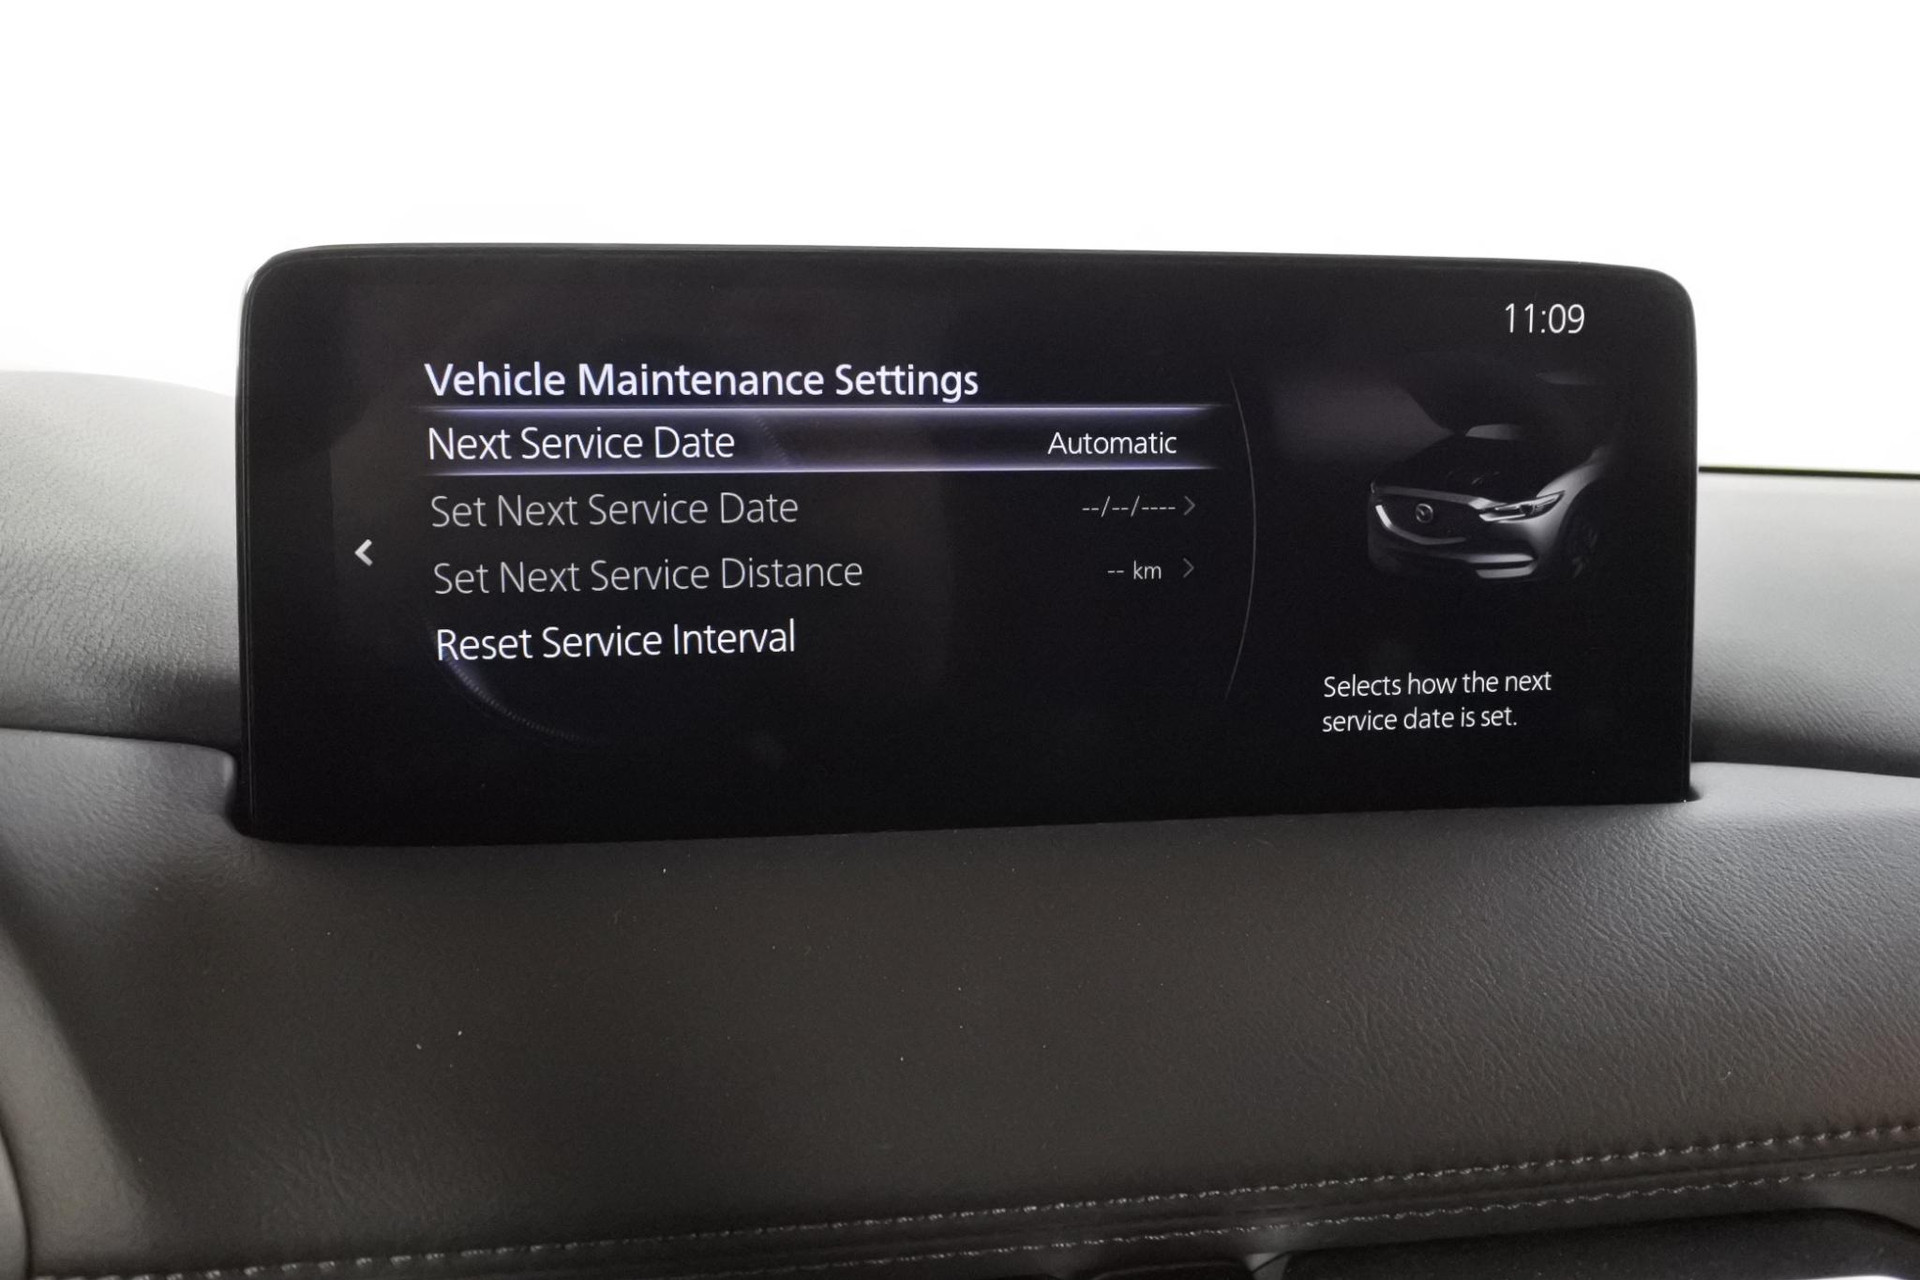 11:09
Vehicle Maintenance Settings
Next Service Date Automatic
Set Next Service Date --/--/----
Set Next Service Distance -- km
Reset Service Interval
Selects how the next
service date is set.